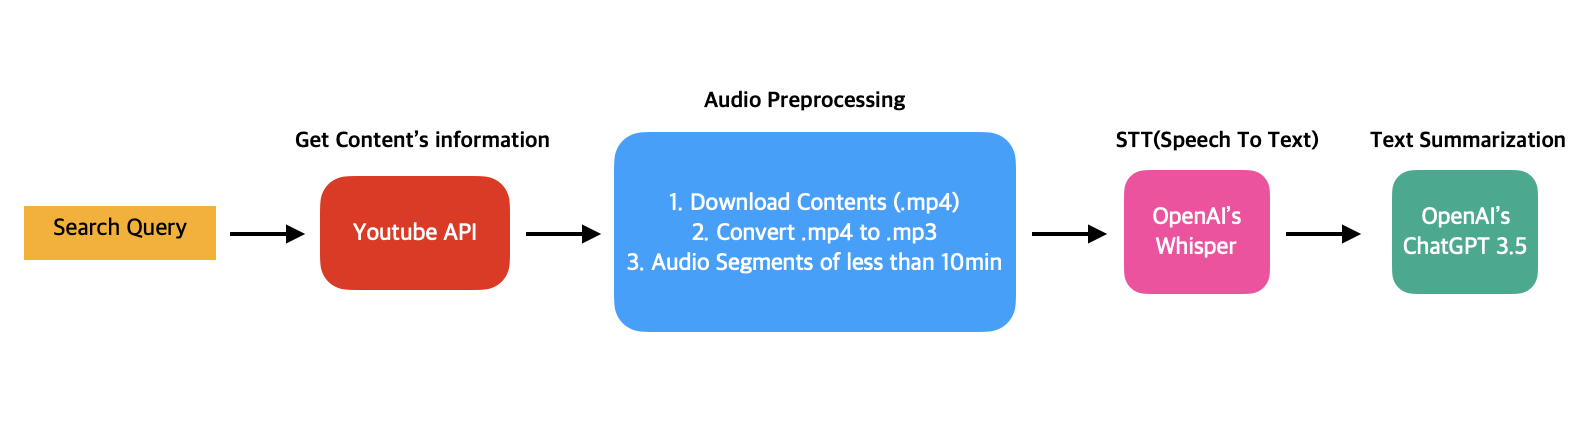 Search Query
Get Content's information
Youtube API
Audio Preprocessing
1. Download Contents (.mp4)
2. Convert .mp4 to .mp3
3. Audio Segments of less than 10min
STT(Speech To Text)
OpenAI's
Whisper
Text Summarization
OpenAI's
ChatGPT 3.5